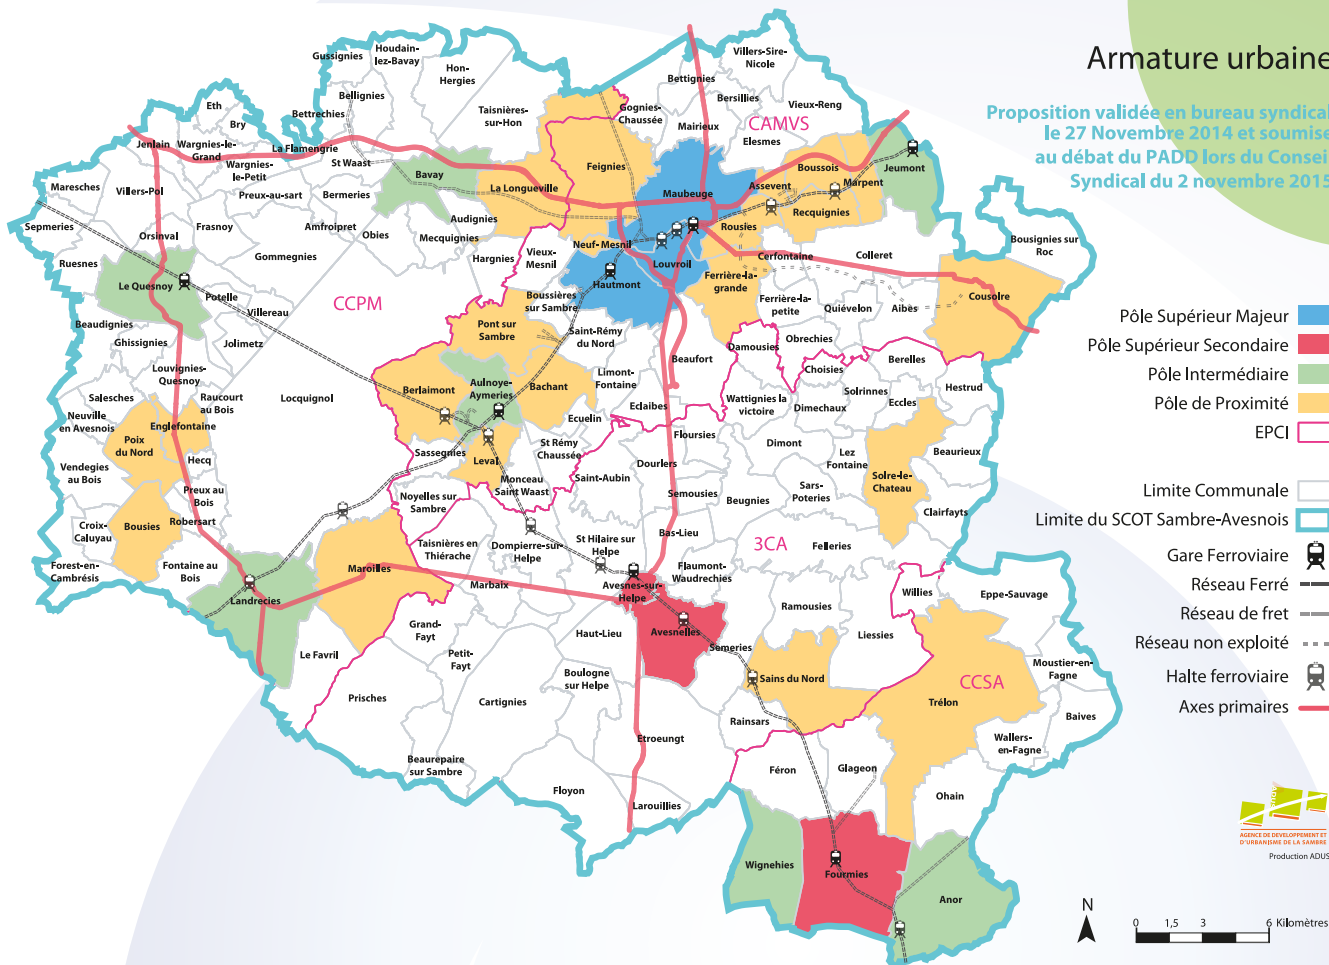 Armature urbaine
Proposition validée en bureau syndical
le 27 Novembre 2014 et soumise
au débat du PADD lors du Conseil
Syndical du 2 novembre 2015
Pôle Supérieur Majeur
Pôle Supérieur Secondaire
Pôle Intermédiaire
Pôle de Proximité
EPCI
Limite Communale
Limite du SCOT Sambre-Avesnois
Gare Ferroviaire
Réseau Ferré
Réseau de fret
Réseau non exploité
Halte ferroviaire
Axes primaires
AGENCE DE DEVELOPPEMENT ET
D'URBANISME DE LA SAMBRE
Production ADUS
N
0 1,5 3 6 Kilomètres
CAMVS
CCPM
3CA
CCSA
Gussignies
Houdain-
lez-Bavay
Hon-
Hergies
Bellignies
Bettrechies
Taisnières-
sur-Hon
Eth
Bry
Jenlain
Wargnies-le-
Grand
La Flamengrie
Wargnies-
le-Petit
St Waast
Bavay
Maresches
Villers-Pol
Preux-au-sart
Bermeries
La Longueville
Feignies
Gognies-
Chaussée
Bettignies
Villers-Sire-
Nicole
Bersillies
Vieux-Reng
Mairieux
Elesmes
Maubeuge
Assevent
Boussois
Marpent
Jeumont
Recquignies
Rousies
Sepmeries
Orsinval
Frasnoy
Amfroipret
Obies
Audignies
Mecquignies
Hargnies
Vieux-
Mesnil
Neuf-Mesnil
Louvroil
Hautmont
Ferrière-la-
grande
Cerfontaine
Colleret
Bousignies sur
Roc
Cousolre
Ruesnes
Le Quesnoy
Gommegnies
Potelle
Villereau
Beaudignies
Ghissignies
Jolimetz
Boussières
sur Sambre
Pont sur
Sambre
Saint-Rémy
du Nord
Ferrière-la-
petite
Quiévelon
Aibes
Obrechies
Damousies
Beaufort
Choisies
Berelles
Louvignies-
Quesnoy
Salesches
Raucourt
au Bois
Locquignol
Berlaimont
Aulnoye-
Aymeries
Bachant
Limont-
Fontaine
Eclaibes
Wattignies la
victoire
Dimechaux
Solrinnes
Eccles
Hestrud
Neuville
en Avesnois
Poix
du Nord
Englefontaine
Hecq
Ecuelin
Floursies
Dimont
Beaurieux
Vendegies
au Bois
Preux au
Bois
Sassegnies
Leval
St Rémy
Chaussée
Monceau
Saint Waast
Saint-Aubin
Dourlers
Lez
Fontaine
Solre-le-
Chateau
Sars-
Poteries
Semousies
Beugnies
Clairfayts
Croix-
Caluyau
Bousies
Robersart
Noyelles sur
Sambre
Forest-en-
Cambrésis
Fontaine au
Bois
Maroilles
Taisnières en
Thiérache
Dompierre-sur-
Helpe
St Hilaire sur
Helpe
Bas-Lieu
Felleries
Flaumont-
Waudrechies
Landrecies
Marbaix
Avesnes-sur-
Helpe
Avesnelles
Ramousies
Willies
Eppe-Sauvage
Liessies
Grand-
Fayt
Haut-Lieu
Semeries
Le Favril
Petit-
Fayt
Boulogne
sur Helpe
Sains du Nord
Moustier-en-
Fagne
Prisches
Cartignies
Trélon
Baives
Rainsars
Wallers-
en-Fagne
Etroeungt
Beaurepaire
sur Sambre
Féron
Glageon
Ohain
Floyon
Larouillies
Wignehies
Fourmies
Anor